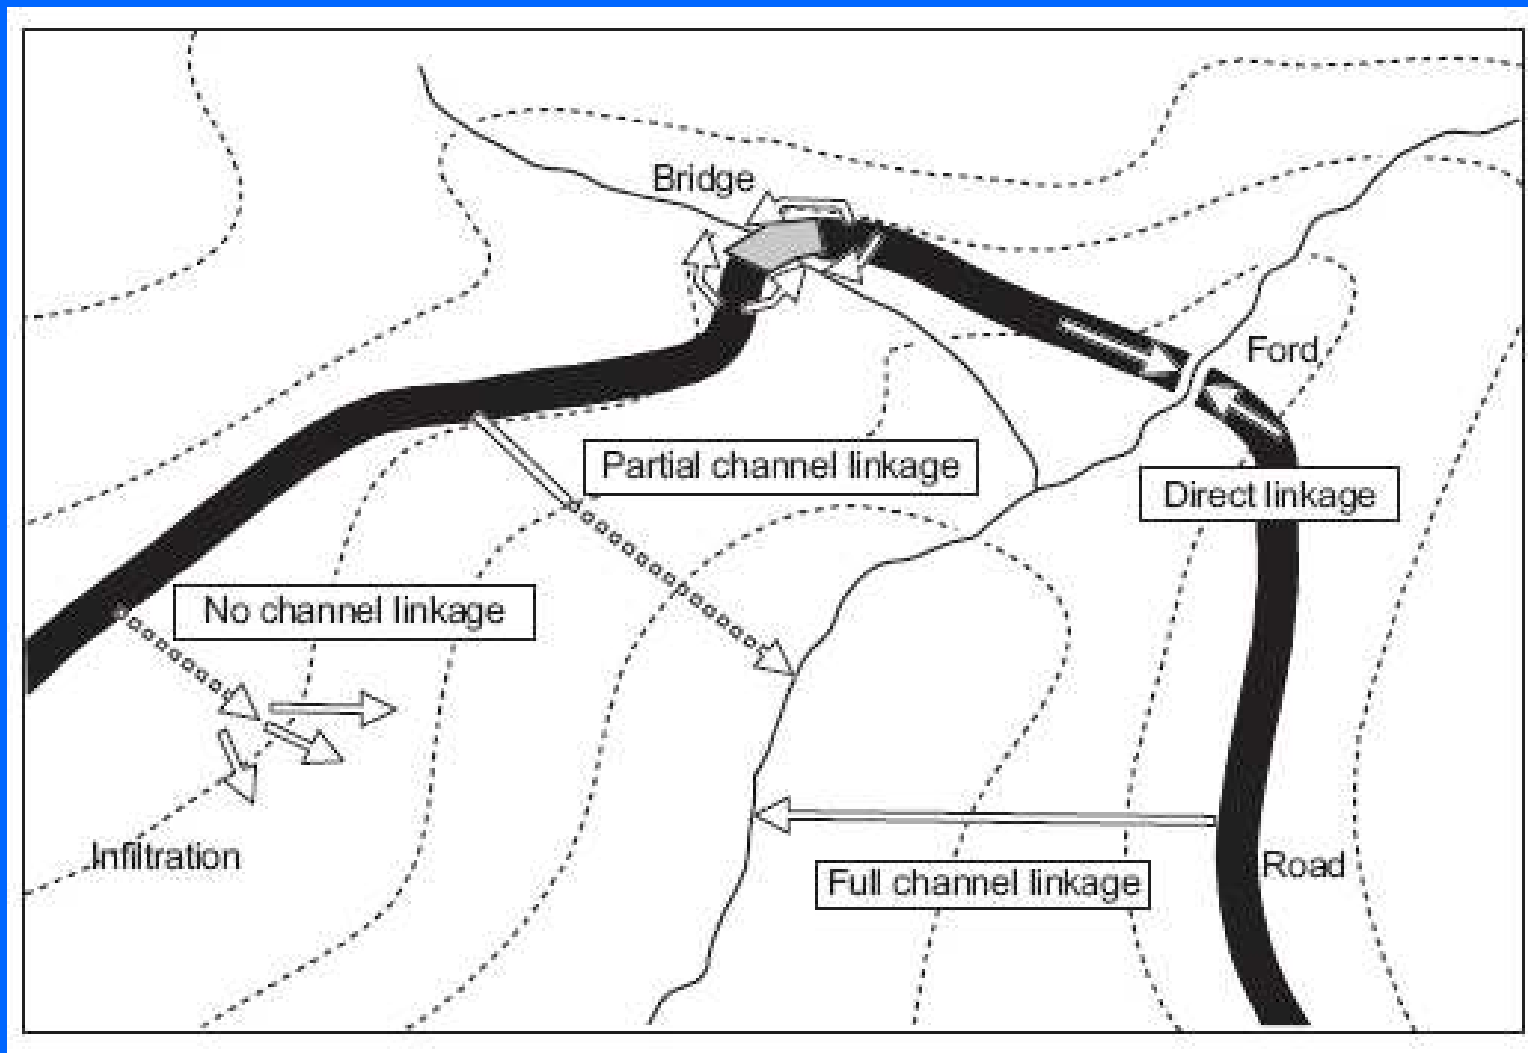 Bridge
Ford
Partial channel linkage
Direct linkage
No channel linkage
Infiltration
Road
Full channel linkage